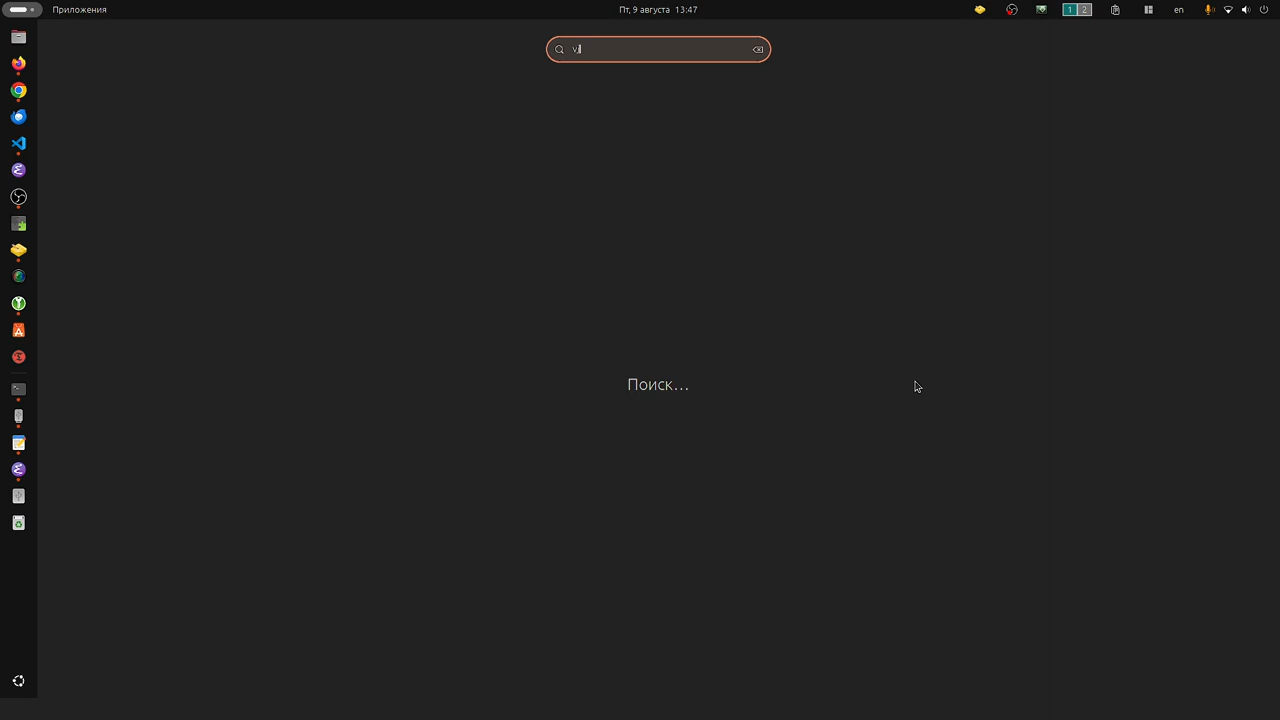 Приложения
Пт, 9 августа 13:47
1 2
en
Поиск...